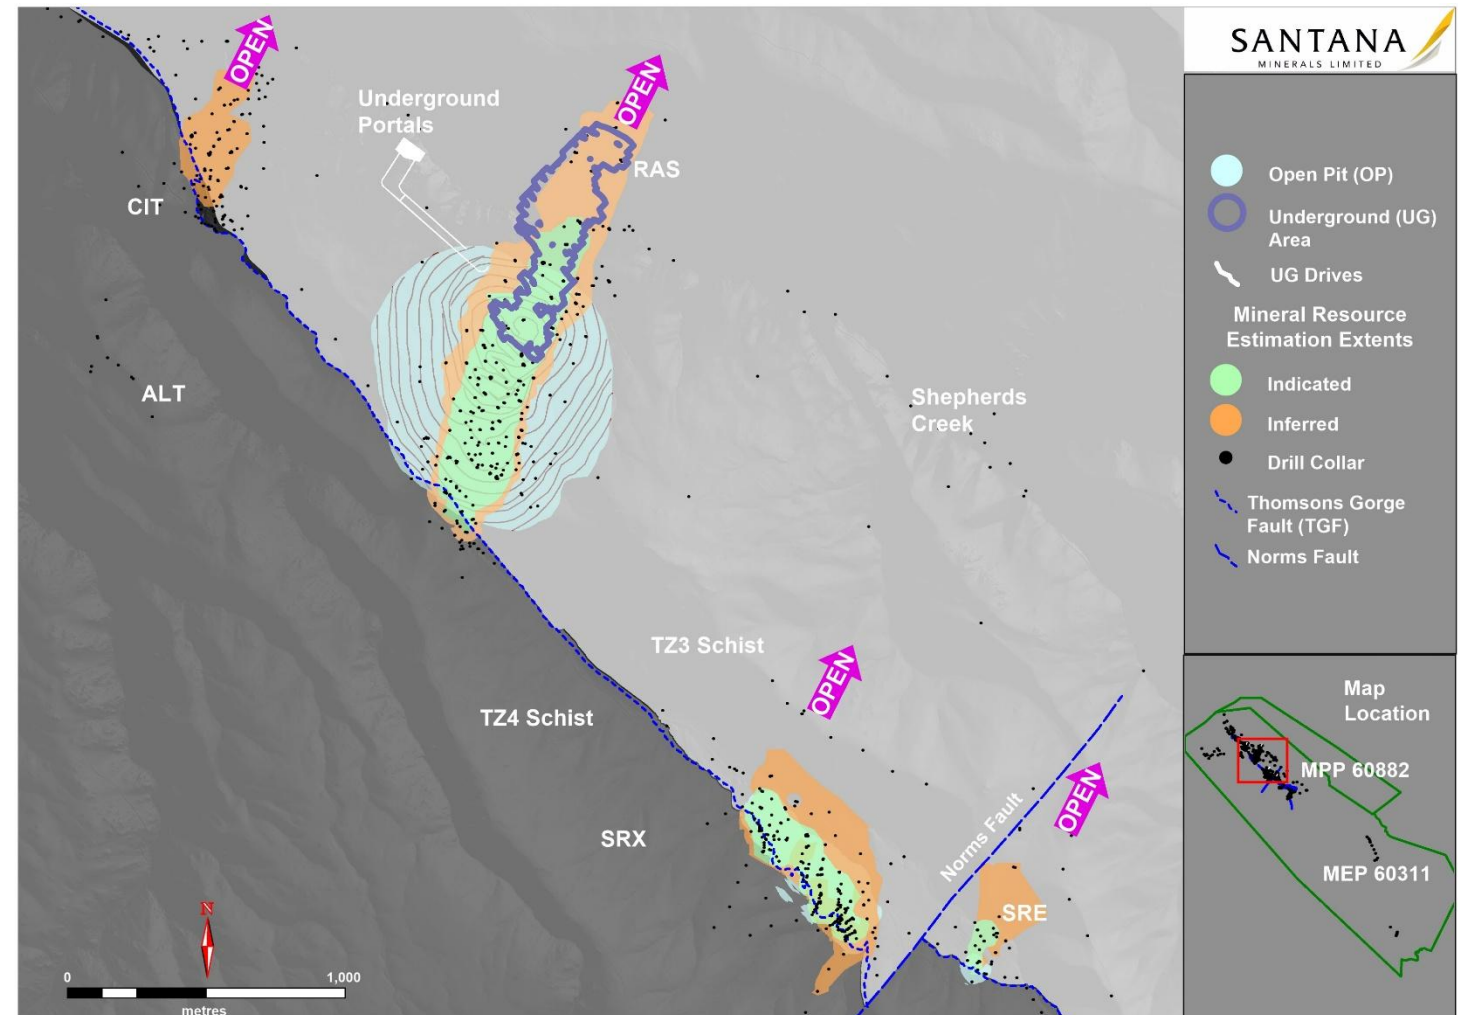 OPEN
OPEN
Underground
Portals
RAS
CIT
ALT
Shepherds
Creek
TZ3 Schist
OPEN
TZ4 Schist
OPEN
SRX
Norms Fault
SRE
N
0 1,000
metres
SANTANA
MINERALS LIMITED
Open Pit (OP)
Underground (UG)
Area
UG Drives
Mineral Resource
Estimation Extents
Indicated
Inferred
Drill Collar
Thomsons Gorge
Fault (TGF)
Norms Fault
Map
Location
MPP 60882
MEP 60311